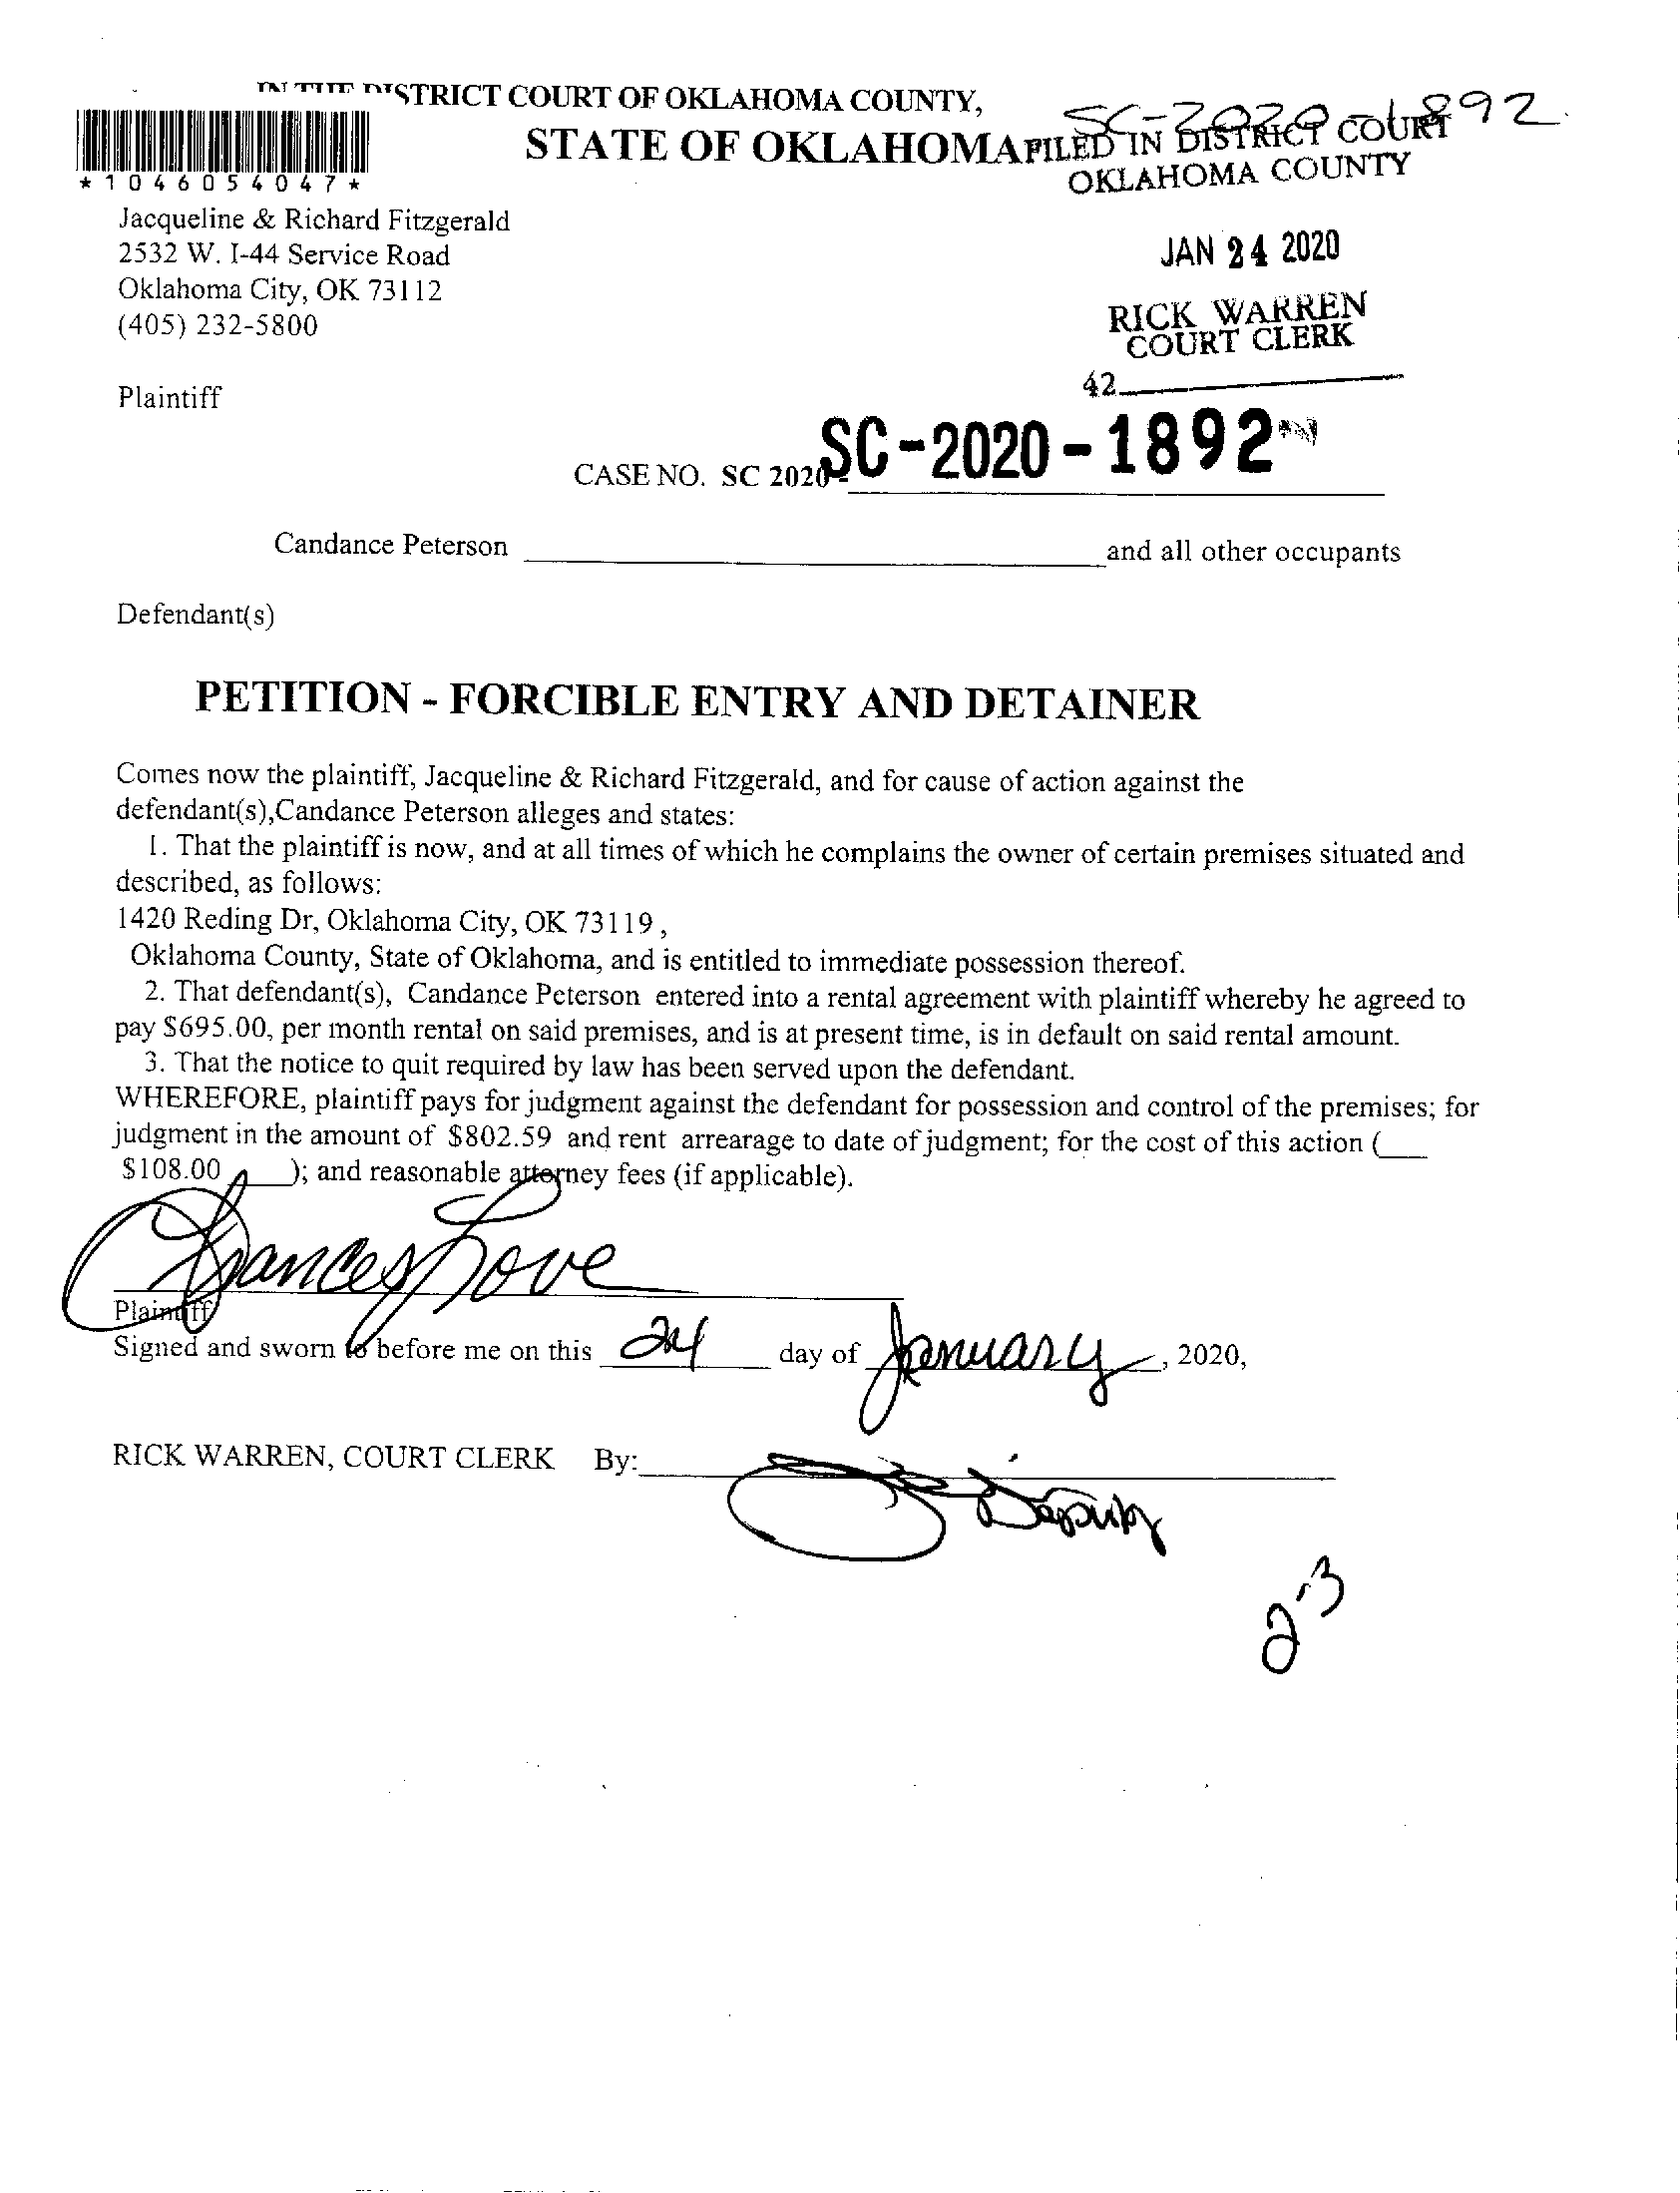 IN THE DISTRICT COURT OF OKLAHOMA COUNTY,
STATE OF OKLAHOMA
SC-2020-1892
FILED IN DISTRICT COURT
OKLAHOMA COUNTY
*1046054047*
Jacqueline & Richard Fitzgerald
2532 W. I-44 Service Road
Oklahoma City, OK 73112
(405) 232-5800
JAN 24 2020
RICK WARREN
COURT CLERK
42
Plaintiff
CASE NO. SC 2020- SC-2020-1892
Candance Peterson and all other occupants
Defendant(s)
PETITION - FORCIBLE ENTRY AND DETAINER
Comes now the plaintiff, Jacqueline & Richard Fitzgerald, and for cause of action against the
defendant(s),Candance Peterson alleges and states:
1. That the plaintiff is now, and at all times of which he complains the owner of certain premises situated and
described, as follows:
1420 Reding Dr, Oklahoma City, OK 73119 ,
Oklahoma County, State of Oklahoma, and is entitled to immediate possession thereof.
2. That defendant(s), Candance Peterson entered into a rental agreement with plaintiff whereby he agreed to
pay $695.00, per month rental on said premises, and is at present time, is in default on said rental amount.
3. That the notice to quit required by law has been served upon the defendant.
WHEREFORE, plaintiff pays for judgment against the defendant for possession and control of the premises; for
judgment in the amount of $802.59 and rent arrearage to date of judgment; for the cost of this action (___
$108.00 ____); and reasonable attorney fees (if applicable).
Frances Love
Plaintiff
Signed and sworn to before me on this 24 day of January, 2020,
RICK WARREN, COURT CLERK By:
Deputy
2-3